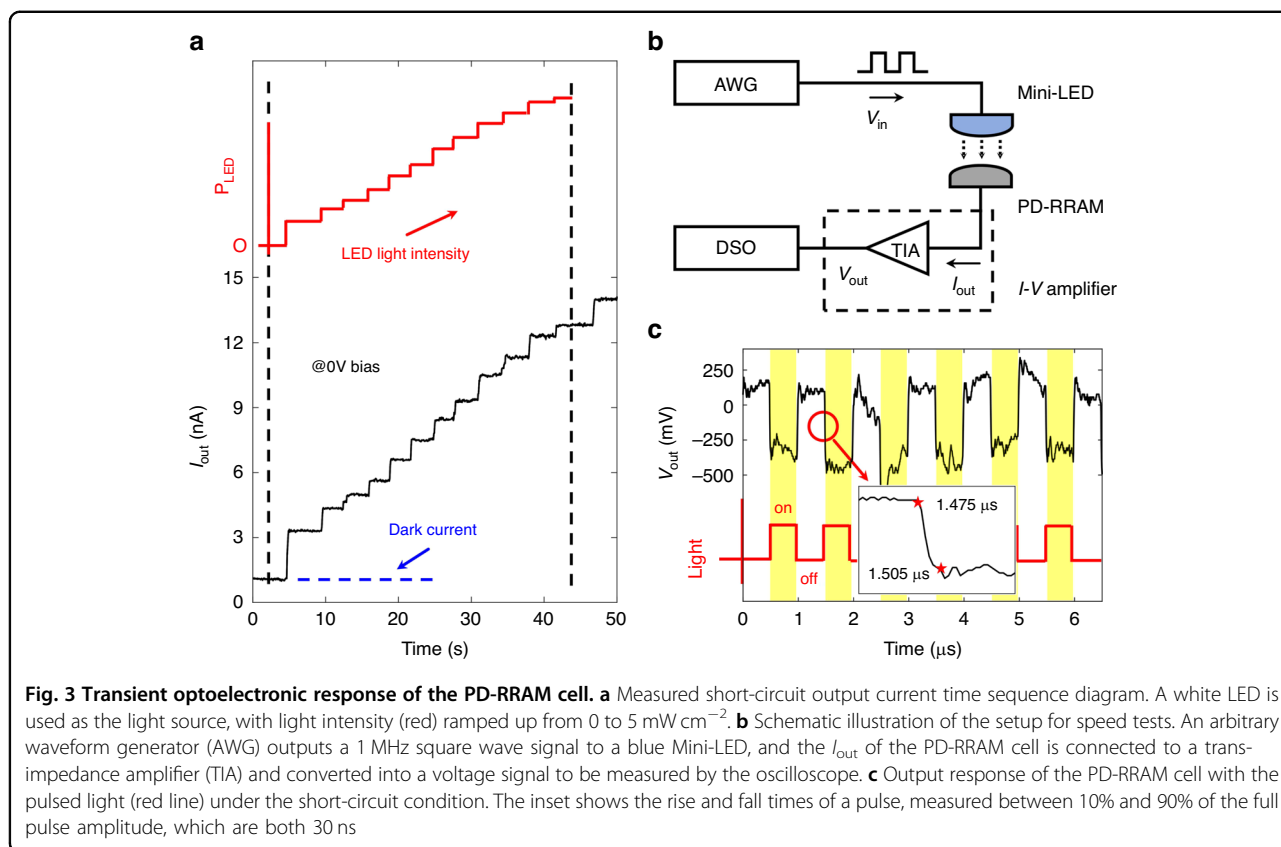 a
P_LED
O
LED light intensity
15
12
9
6
3
0
I_out (nA)
@0V bias
Dark current
0 10 20 30 40 50
Time (s)
b
AWG
V_in
Mini-LED
PD-RRAM
DSO
TIA
V_out
I_out
I-V amplifier
c
250
0
−250
−500
V_out (mV)
on
off
Light
1.475 μs
1.505 μs
0 1 2 3 4 5 6
Time (μs)
Fig. 3 Transient optoelectronic response of the PD-RRAM cell. a Measured short-circuit output current time sequence diagram. A white LED is
used as the light source, with light intensity (red) ramped up from 0 to 5 mW cm⁻². b Schematic illustration of the setup for speed tests. An arbitrary
waveform generator (AWG) outputs a 1 MHz square wave signal to a blue Mini-LED, and the I_out of the PD-RRAM cell is connected to a trans-
impedance amplifier (TIA) and converted into a voltage signal to be measured by the oscilloscope. c Output response of the PD-RRAM cell with the
pulsed light (red line) under the short-circuit condition. The inset shows the rise and fall times of a pulse, measured between 10% and 90% of the full
pulse amplitude, which are both 30 ns